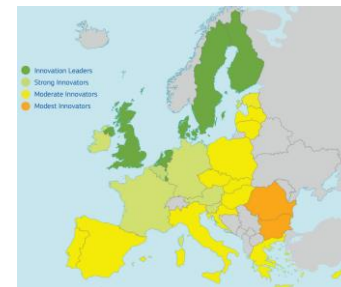 Innovation Leaders
Strong Innovators
Moderate Innovators
Modest Innovators